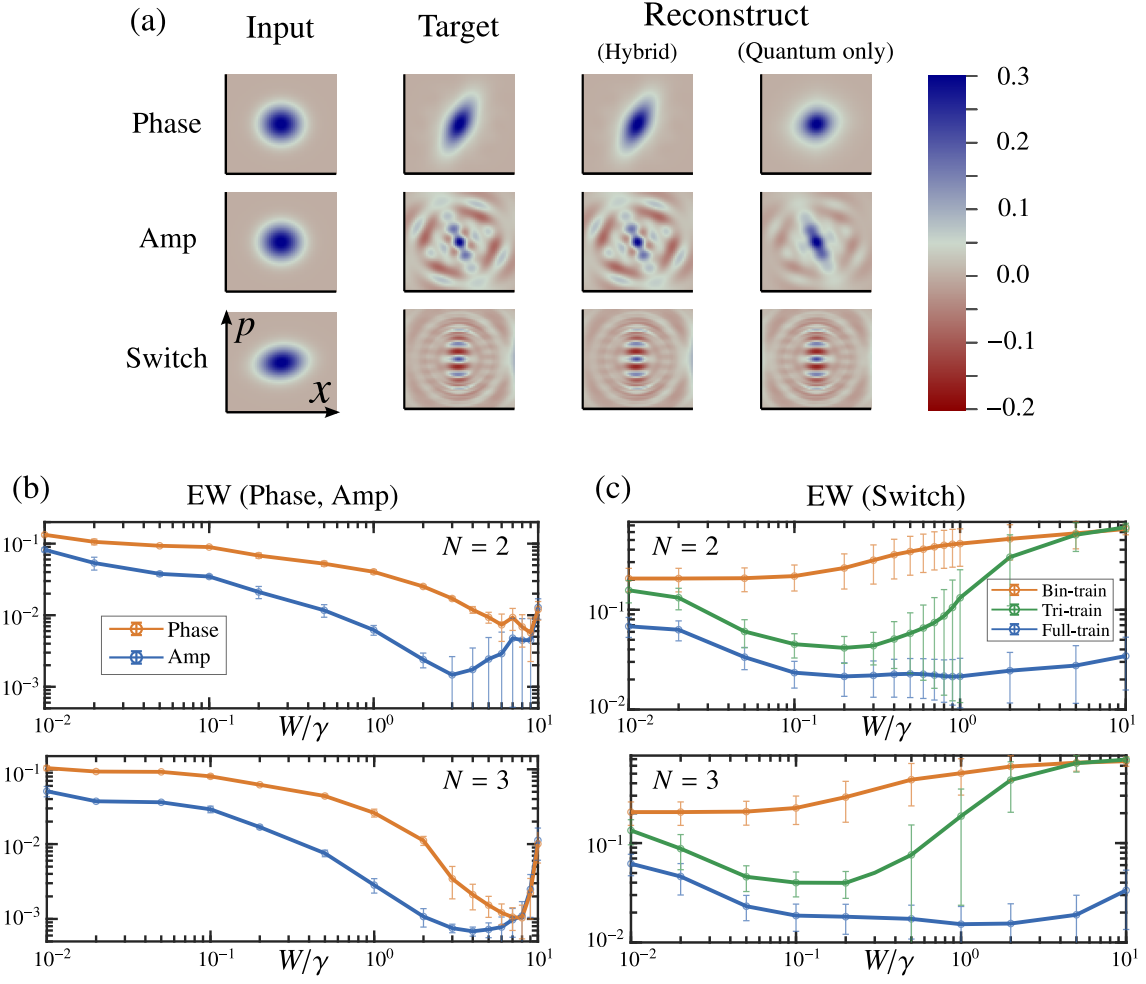 (a)
Input
Target
Reconstruct
(Hybrid)
(Quantum only)
Phase
Amp
Switch
p
x
0.3
0.2
0.1
0.0
−0.1
−0.2
(b)
EW (Phase, Amp)
N = 2
Phase
Amp
10⁻¹
10⁻²
10⁻³
10⁻²
10⁻¹
W/γ
10⁰
10¹
N = 3
10⁻¹
10⁻²
10⁻³
10⁻²
10⁻¹
W/γ
10⁰
10¹
(c)
EW (Switch)
N = 2
Bin-train
Tri-train
Full-train
10⁻¹
10⁻²
10⁻²
10⁻¹
W/γ
10⁰
10¹
N = 3
10⁻¹
10⁻²
10⁻²
10⁻¹
W/γ
10⁰
10¹